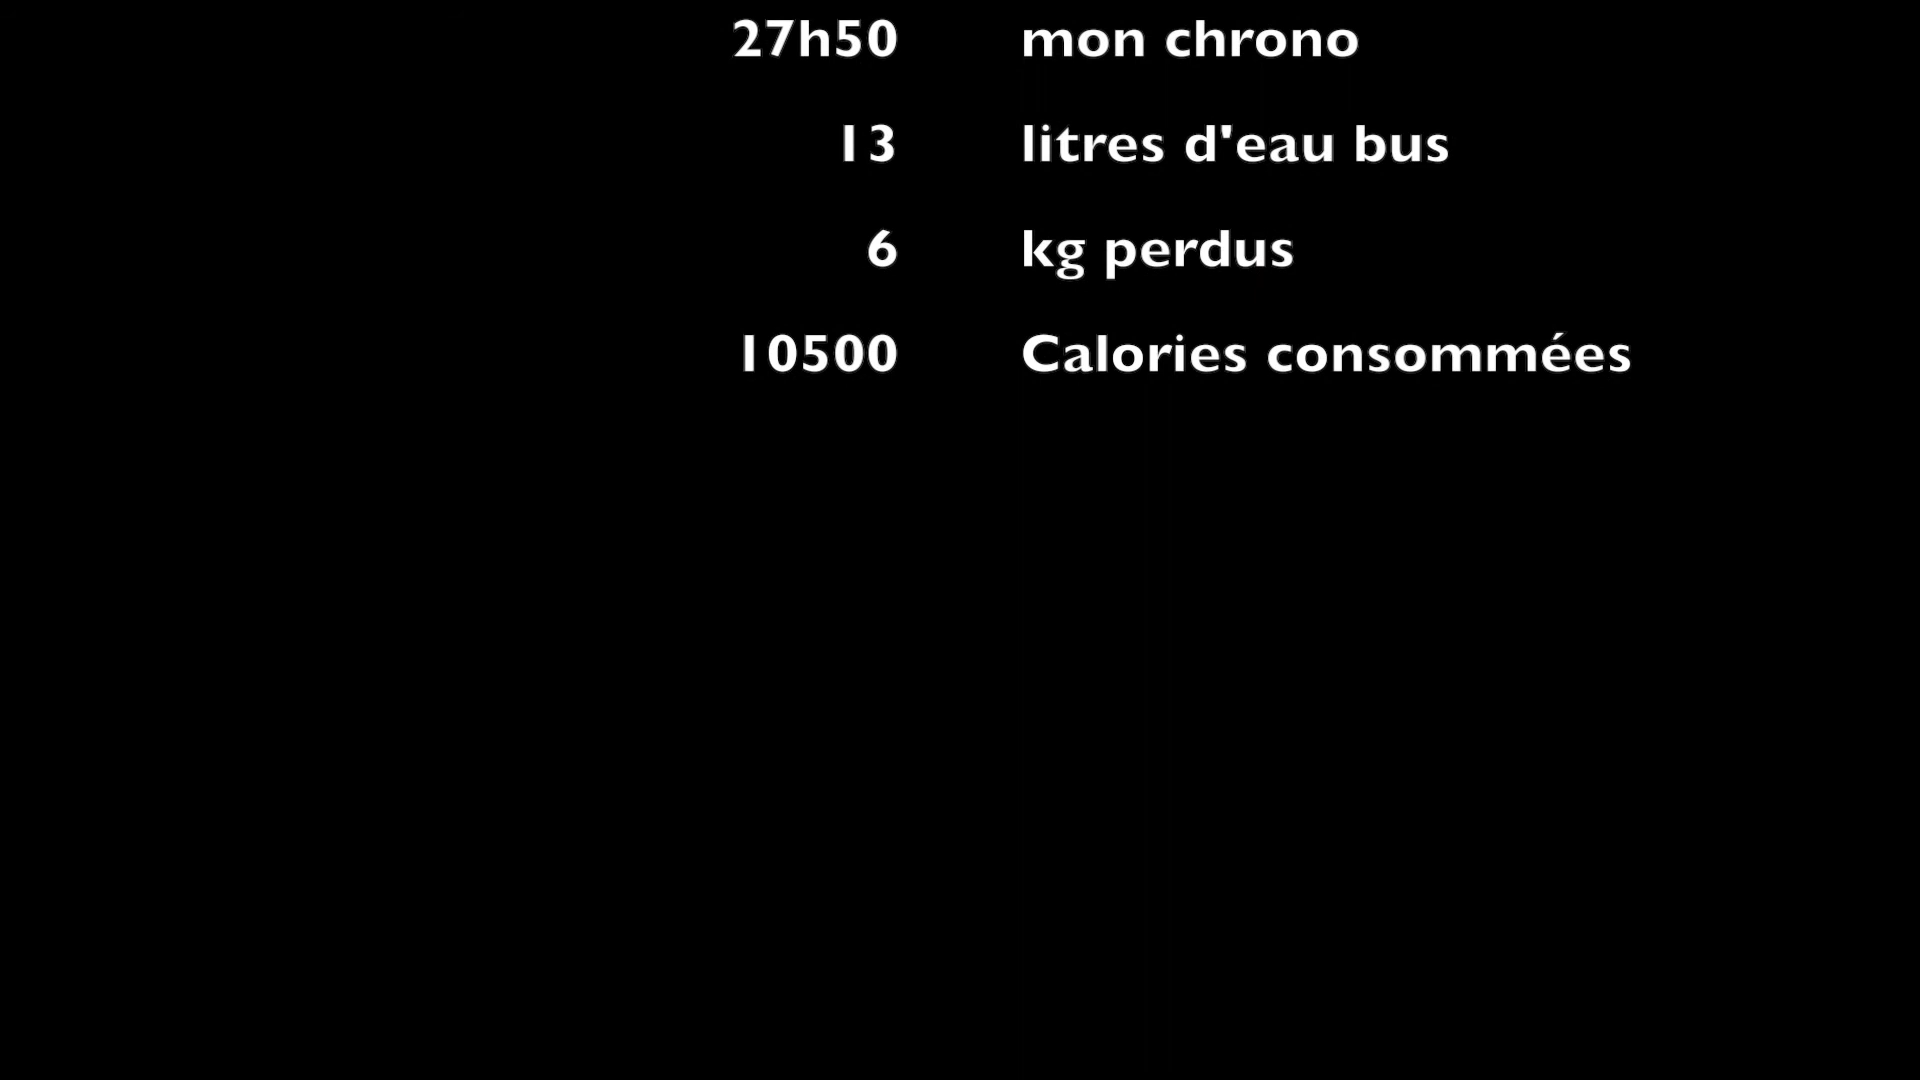 27h50 mon chrono
13 litres d'eau bus
6 kg perdus
10500 Calories consommées